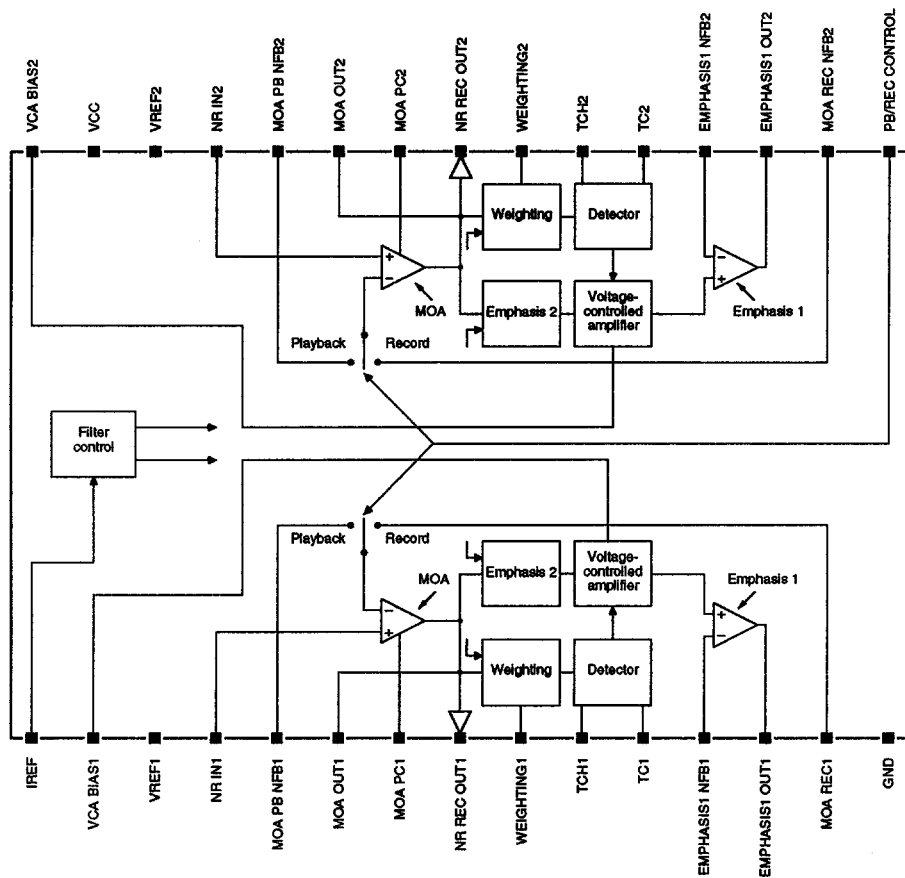 VCA BIAS2
VCC
VREF2
NR IN2
MOA PB NFB2
MOA OUT2
MOA PC2
NR REC OUT2
WEIGHTING2
TCH2
TC2
EMPHASIS1 NFB2
EMPHASIS1 OUT2
MOA REC NFB2
PB/REC CONTROL
Weighting
Detector
+
−
MOA
Emphasis 2
Voltage-
controlled
amplifier
−
+
Emphasis 1
Playback
Record
Filter
control
Playback
Record
MOA
−
+
Emphasis 2
Voltage-
controlled
amplifier
Emphasis 1
+
−
Weighting
Detector
IREF
VCA BIAS1
VREF1
NR IN1
MOA PB NFB1
MOA OUT1
MOA PC1
NR REC OUT1
WEIGHTING1
TCH1
TC1
EMPHASIS1 NFB1
EMPHASIS1 OUT1
MOA REC1
GND